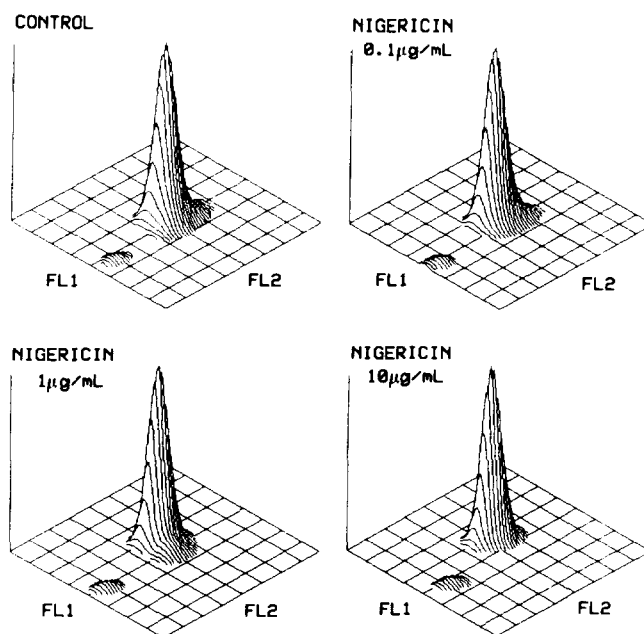 CONTROL
FL1
FL2
NIGERICIN
0.1μg/mL
FL1
FL2
NIGERICIN
1μg/mL
FL1
FL2
NIGERICIN
10μg/mL
FL1
FL2